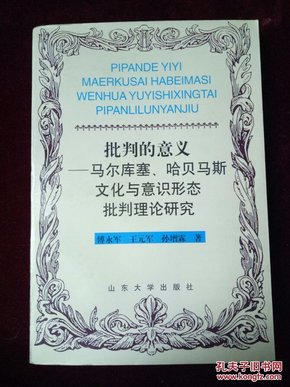 PIPANDE YIYI
MAERKUSAI HABEIMASI
WENHUA YUYISHIXINGTAI
PIPANLILUNYANJIU
批判的意义
——马尔库塞、哈贝马斯
文化与意识形态
批判理论研究
傅永军 王元军 孙增霖 著
山东大学出版社
孔夫子旧书网